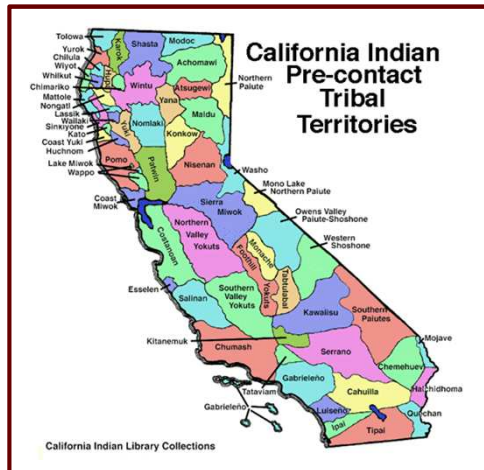 California Indian
Pre-contact
Tribal
Territories
Tolowa
Yurok
Chilula
Wiyot
Whilkut
Chimariko
Mattole
Nongatl
Lassik
Wailaki
Sinkiyone
Kato
Coast Yuki
Huchnom
Lake Miwok
Wappo
Coast
Miwok
Karok
Hupa
Shasta
Modoc
Achomawi
Wintu
Atsugewi
Yana
Northern
Paiute
Yuki
Nomlaki
Maidu
Konkow
Pomo
Patwin
Nisenan
Washo
Mono Lake
Northern Paiute
Sierra
Miwok
Owens Valley
Paiute-Shoshone
Western
Shoshone
Northern
Valley
Yokuts
Costanoan
Monache
Foothill
Yokuts
Tabtulabal
Esselen
Salinan
Southern
Valley
Yokuts
Kawaiisu
Southern
Paiutes
Kitanemuk
Chumash
Serrano
Mojave
Chemehuevi
Tataviam
Gabrieleño
Halchidhoma
Cahuilla
Gabrieleño
Luiseño
Quechan
Ipai
Tipai
California Indian Library Collections